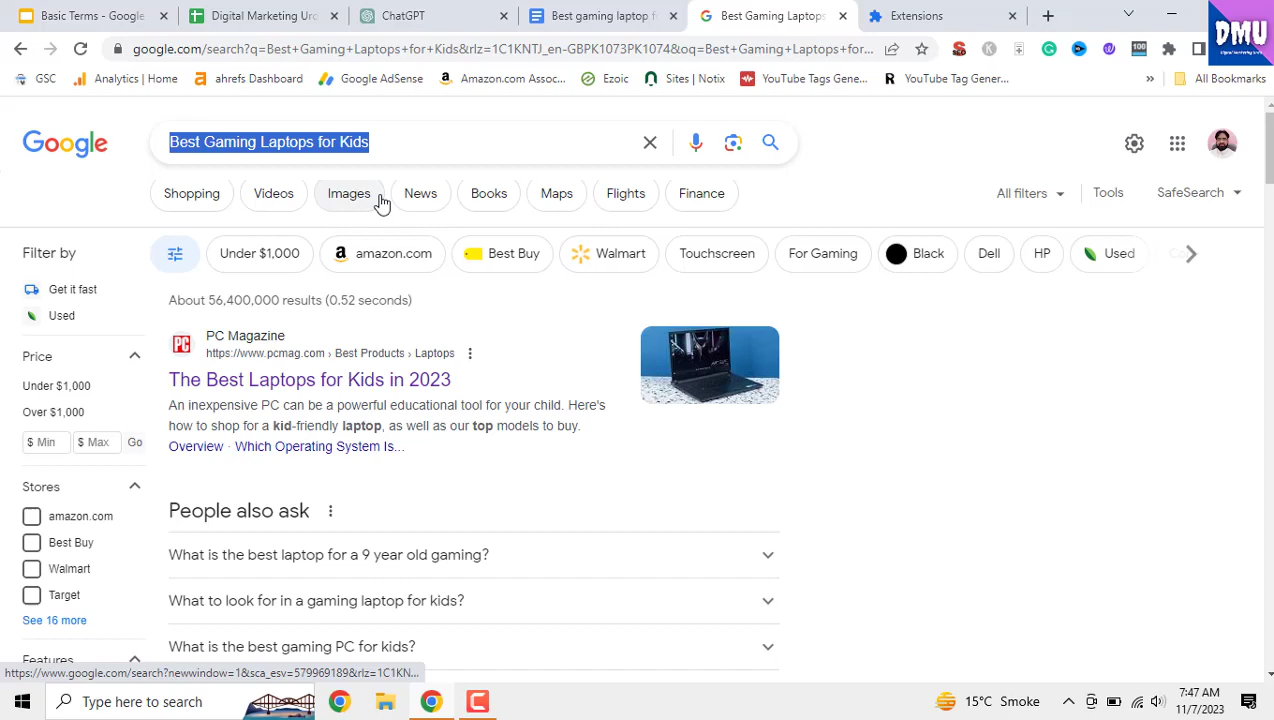 Basic Terms - Google
Digital Marketing Ur
ChatGPT
Best gaming laptop f
Best Gaming Laptops
Extensions
google.com/search?q=Best+Gaming+Laptops+for+Kids&rlz=1C1KNTJ_en-GBPK1073PK1074&oq=Best+Gaming+Laptops+for...
100
DMU
GSC
Analytics | Home
ahrefs Dashboard
Google AdSense
Amazon.com Assoc...
Ezoic
Sites | Notix
YouTube Tags Gene...
YouTube Tag Gener...
»
All Bookmarks
Google
Best Gaming Laptops for Kids
Shopping
Videos
Images
News
Books
Maps
Flights
Finance
All filters
Tools
SafeSearch
Filter by
Under $1,000
amazon.com
Best Buy
Walmart
Touchscreen
For Gaming
Black
Dell
HP
Used
Get it fast
Used
Price
Under $1,000
Over $1,000
$ Min
$ Max
Go
Stores
amazon.com
Best Buy
Walmart
Target
See 16 more
Features
About 56,400,000 results (0.52 seconds)
PC
PC Magazine
https://www.pcmag.com › Best Products › Laptops
The Best Laptops for Kids in 2023
An inexpensive PC can be a powerful educational tool for your child. Here's
how to shop for a kid-friendly laptop, as well as our top models to buy.
Overview · Which Operating System Is...
People also ask
What is the best laptop for a 9 year old gaming?
What to look for in a gaming laptop for kids?
What is the best gaming PC for kids?
https://www.google.com/search?newwindow=1&sca_esv=579969189&rlz=1C1KN...
Type here to search
15°C Smoke
7:47 AM
11/7/2023